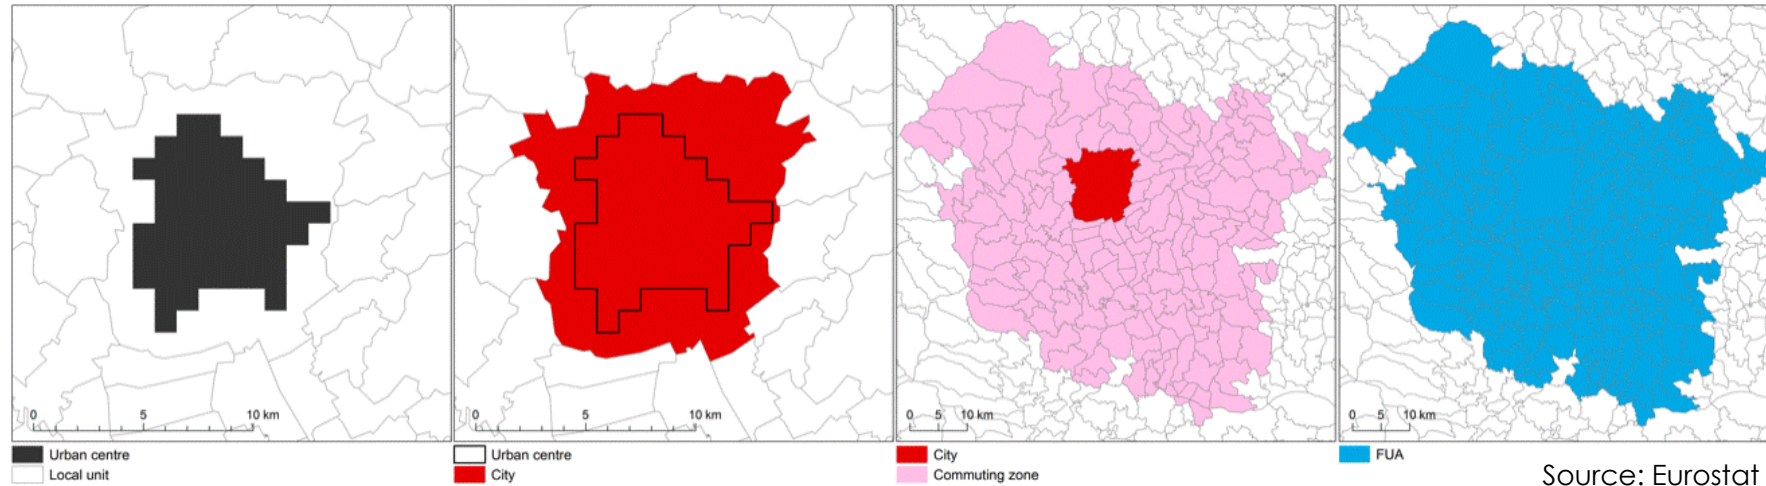 0 5 10 km
0 5 10 km
0 5 10 km
0 5 10 km
Urban centre
Local unit
Urban centre
City
City
Commuting zone
FUA
Source: Eurostat